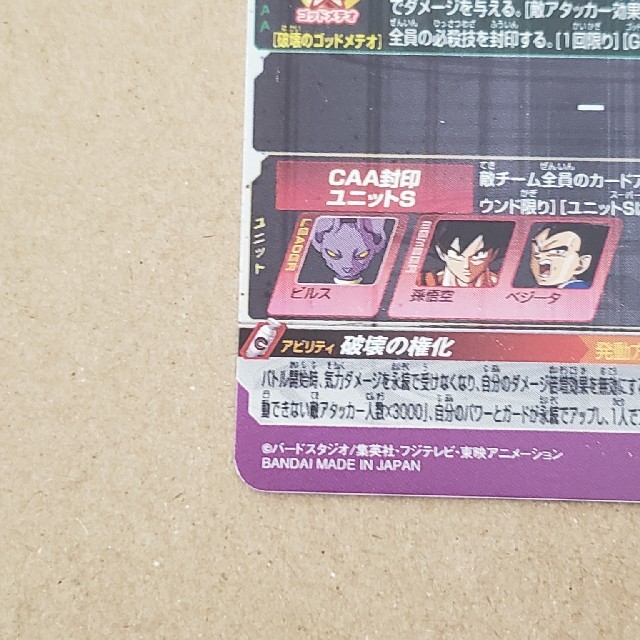 でダメージを与える。[敵アタッカー効果
ゴッドメテオ
[破壊のゴッドメテオ]
全員の必殺技を封印する。[1回限り]
CAA封印
ユニットS
敵チーム全員のカードア
ウンド限り][ユニットSL
ユニット
LEADER
MEMBER
ビルス
孫悟空
ベジータ
アビリティ 破壊の権化
発動
バトル開始時、気力ダメージを永続で受けなくなり、自分のダメージ
動できない敵アタッカー人数×3000」、自分のパワーとガードが永続でアップし、1人で
©バードスタジオ/集英社・フジテレビ・東映アニメーション
BANDAI MADE IN JAPAN